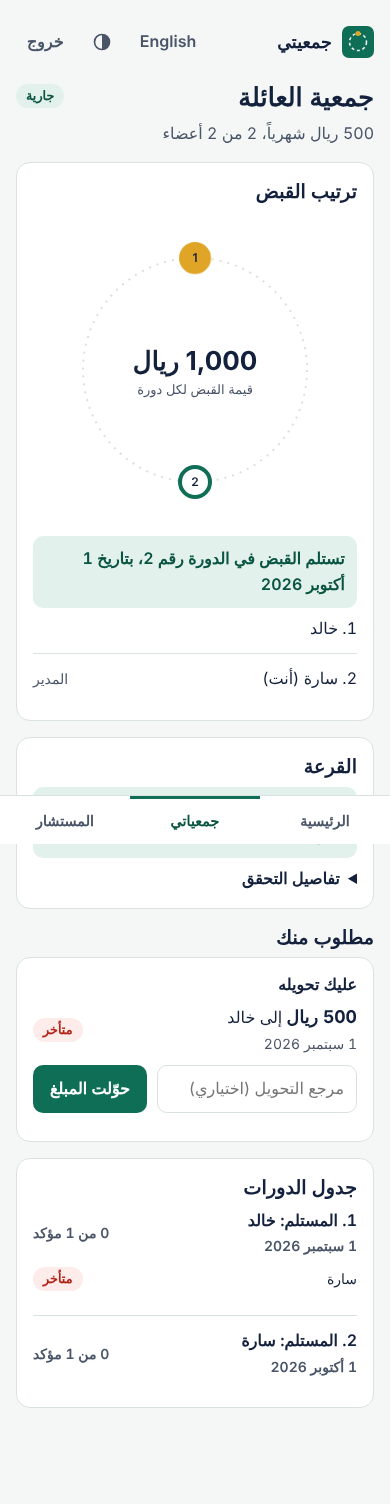 جمعيتي
English
خروج
جمعية العائلة
جارية
500 ريال شهرياً، 2 من 2 أعضاء
ترتيب القبض
1
1,000 ريال
قيمة القبض لكل دورة
2
تستلم القبض في الدورة رقم 2، بتاريخ 1
أكتوبر 2026
1. خالد
2. سارة (أنت)
المدير
القرعة
الرئيسية
جمعياتي
المستشار
تفاصيل التحقق
مطلوب منك
عليك تحويله
500 ريال إلى خالد
متأخر
1 سبتمبر 2026
مرجع التحويل (اختياري)
حوّلت المبلغ
جدول الدورات
1. المستلم: خالد
0 من 1 مؤكد
1 سبتمبر 2026
سارة
متأخر
2. المستلم: سارة
0 من 1 مؤكد
1 أكتوبر 2026